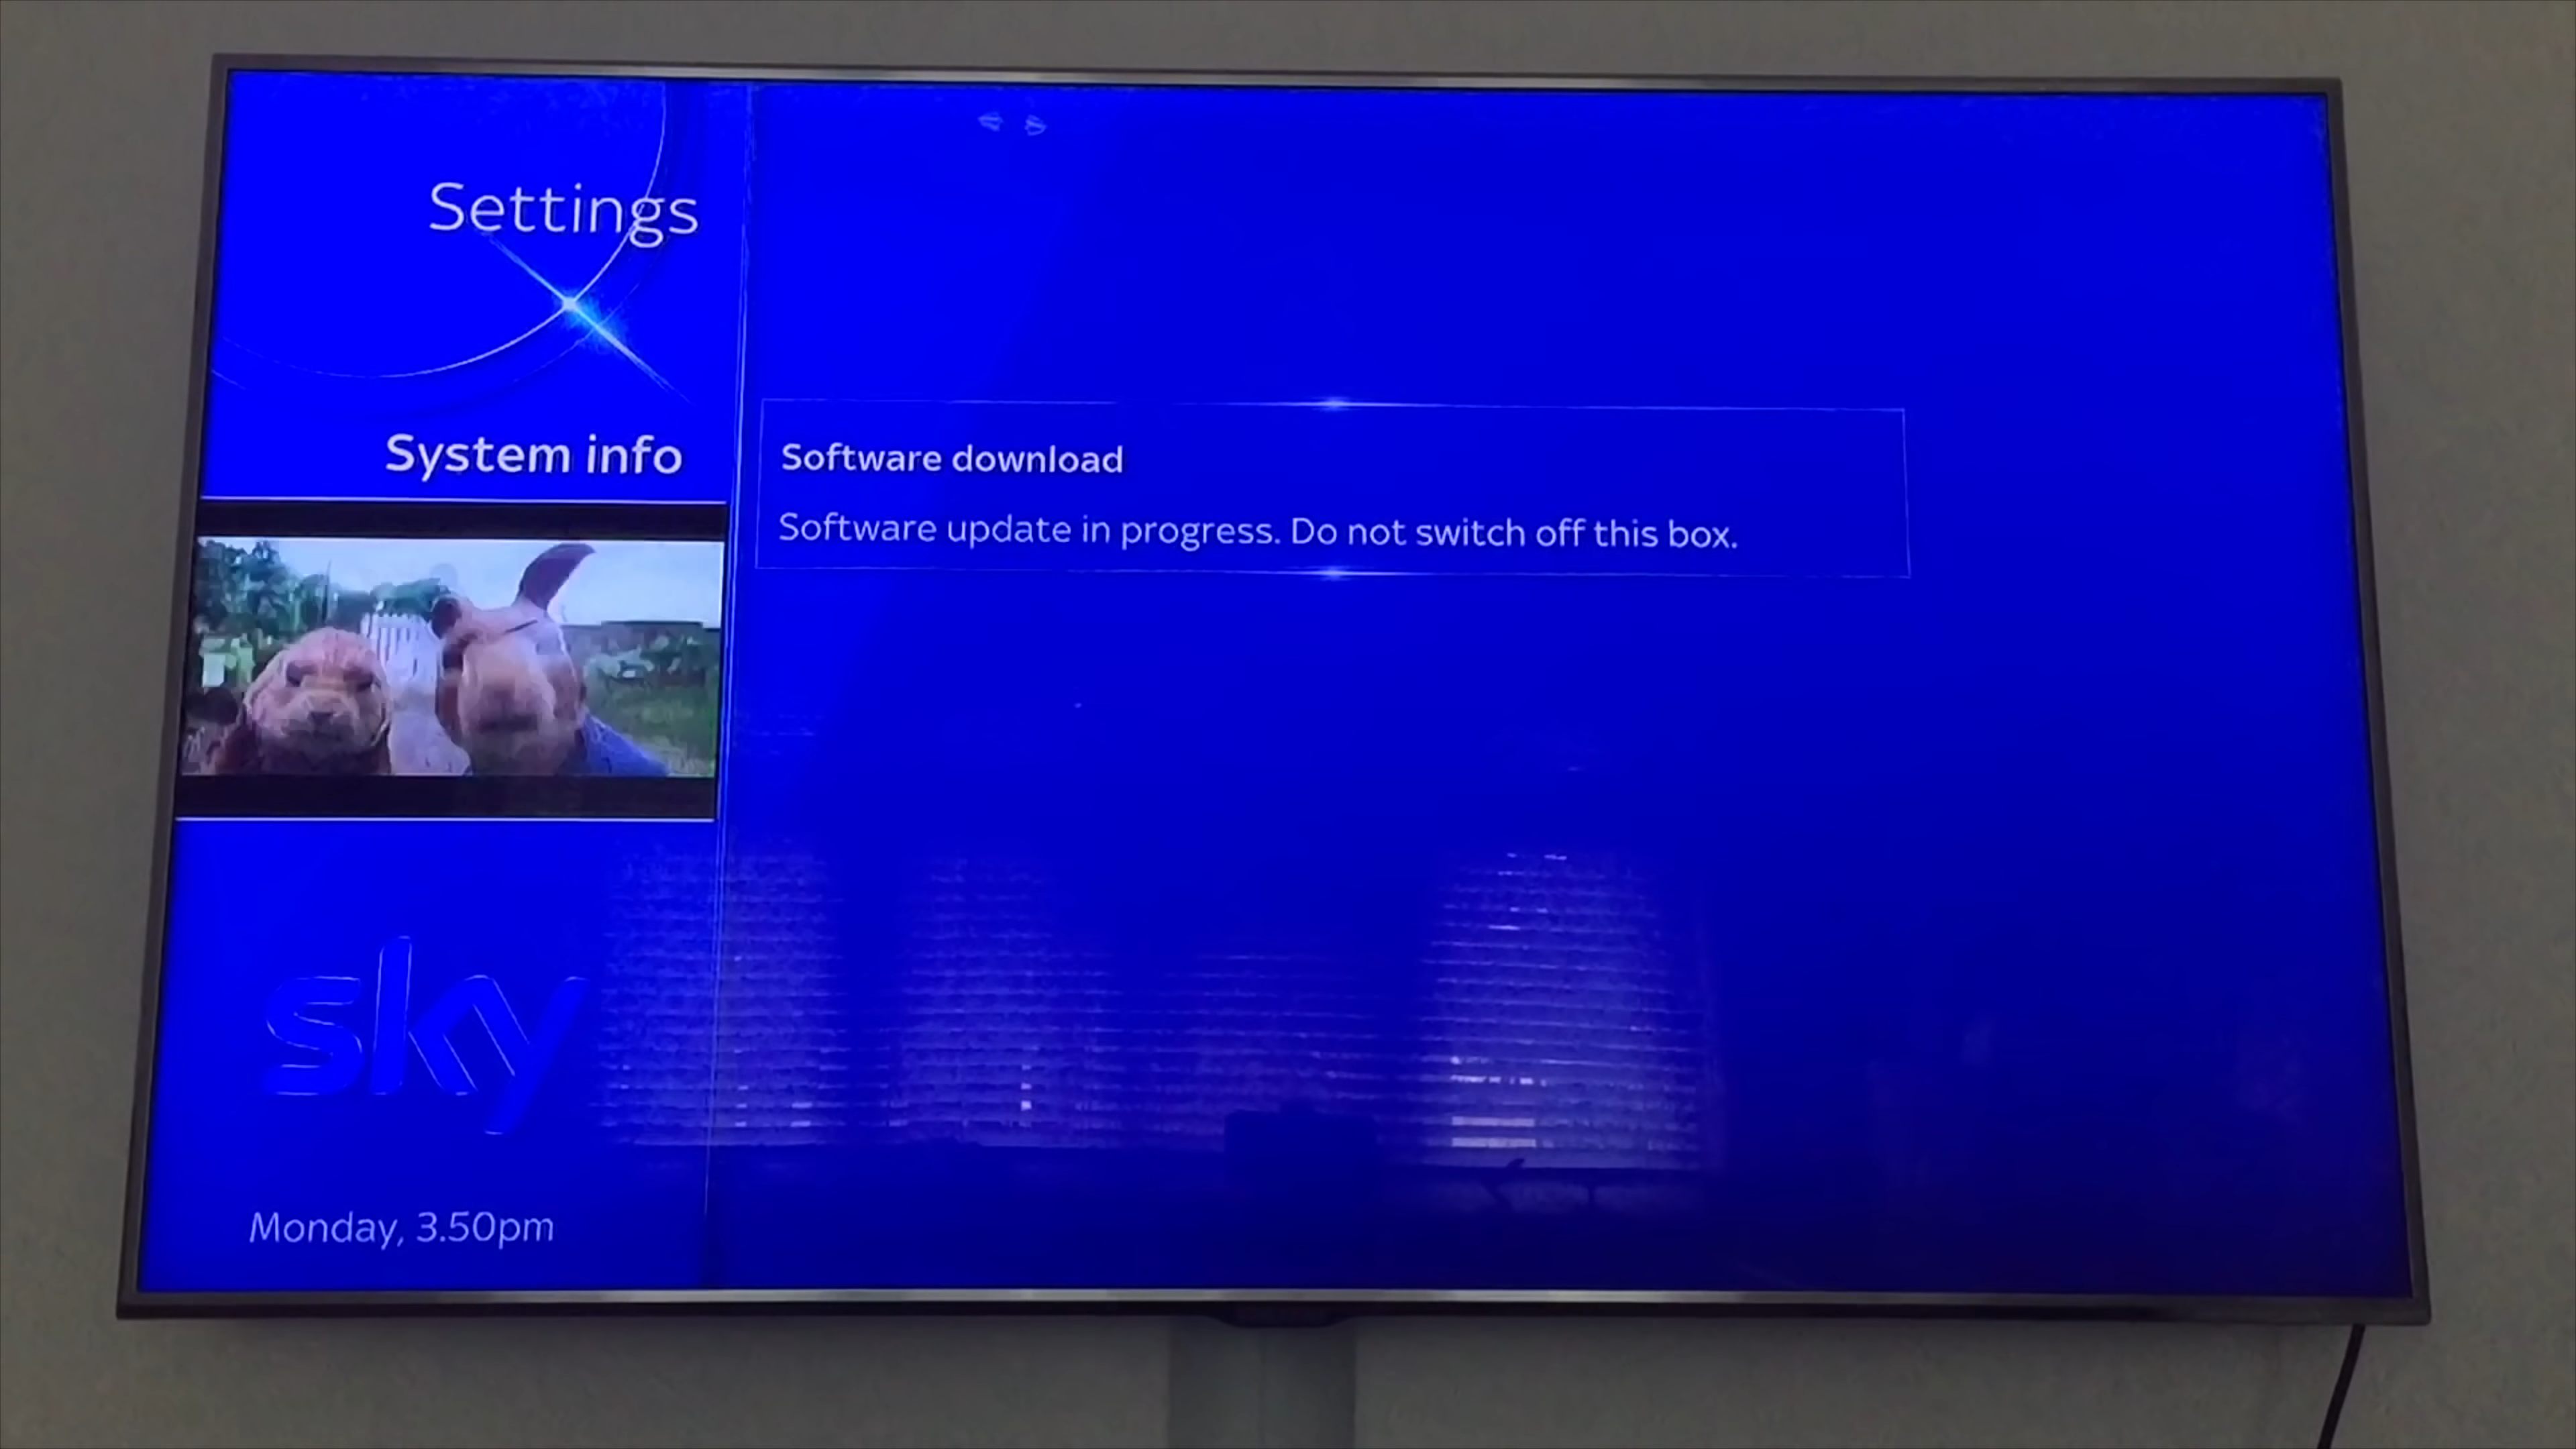 Settings
System info
Software download
Software update in progress. Do not switch off this box.
sky
Monday, 3.50pm